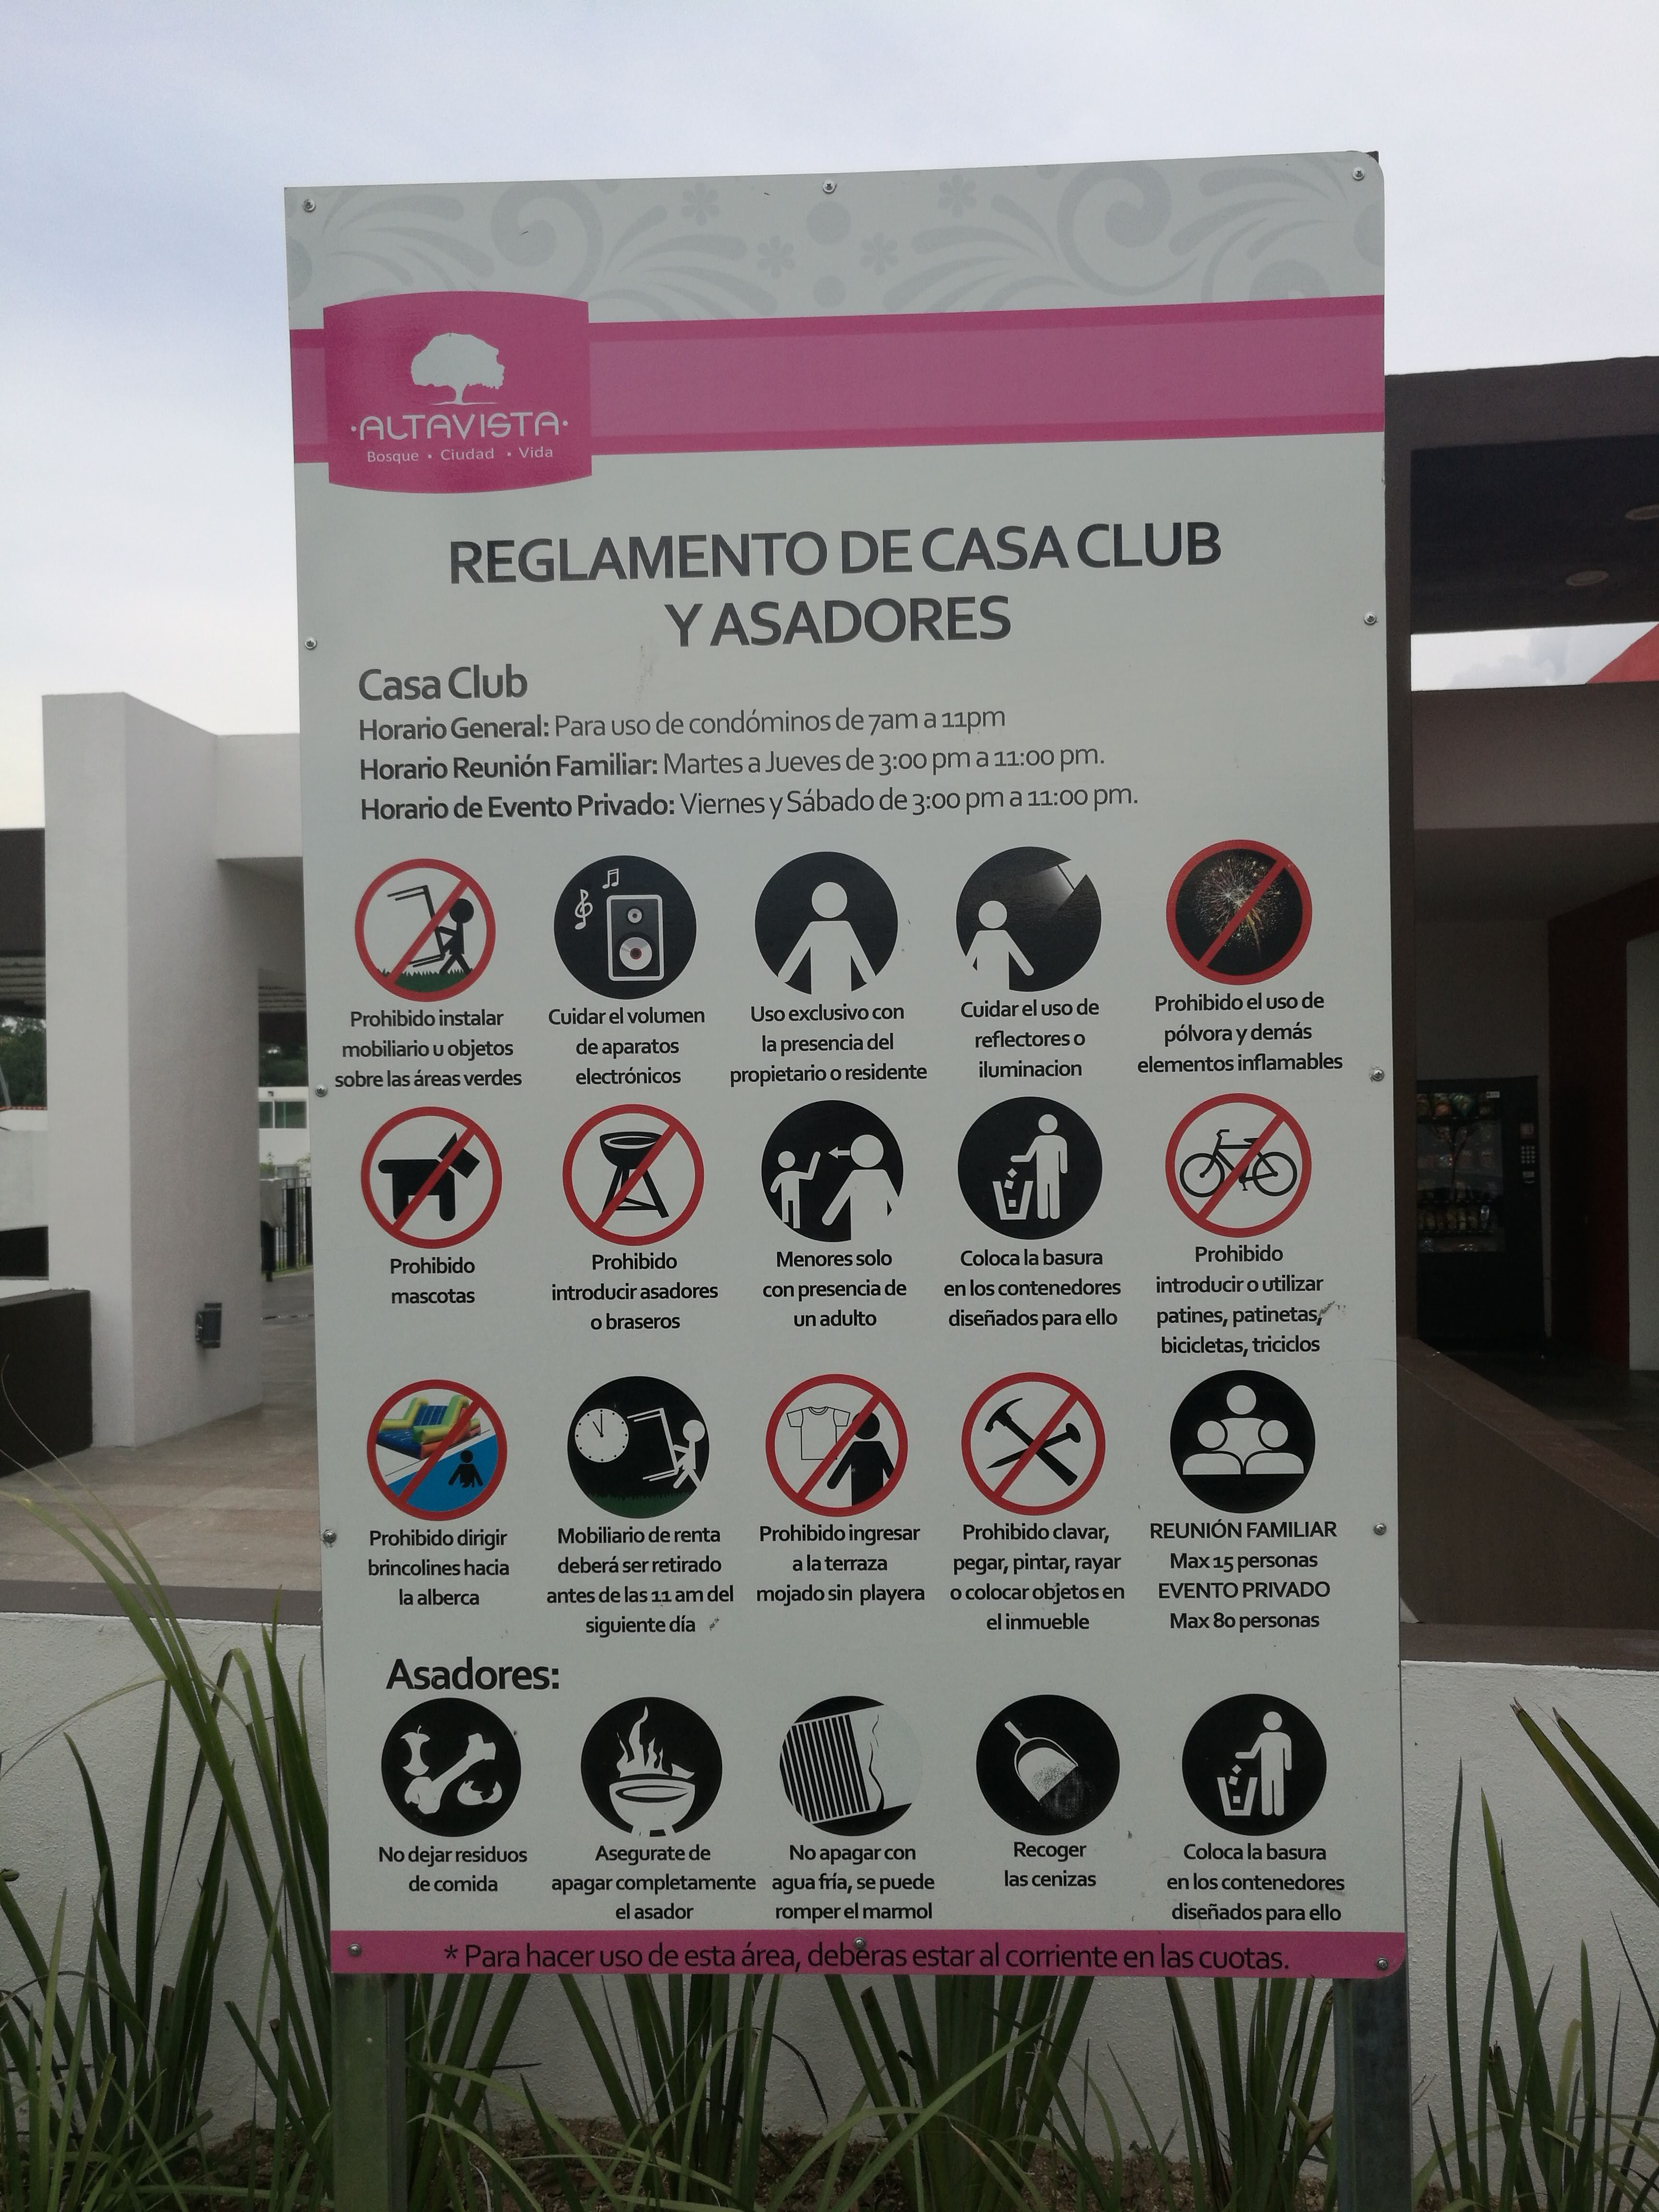 ·ALTAVISTA·
Bosque • Ciudad • Vida
REGLAMENTO DE CASA CLUB
Y ASADORES
Casa Club
Horario General: Para uso de condóminos de 7am a 11pm
Horario Reunión Familiar: Martes a Jueves de 3:00 pm a 11:00 pm.
Horario de Evento Privado: Viernes y Sábado de 3:00 pm a 11:00 pm.
Prohibido instalar
mobiliario u objetos
sobre las áreas verdes
Cuidar el volumen
de aparatos
electrónicos
Uso exclusivo con
la presencia del
propietario o residente
Cuidar el uso de
reflectores o
iluminacion
Prohibido el uso de
pólvora y demás
elementos inflamables
Prohibido
mascotas
Prohibido
introducir asadores
o braseros
Menores solo
con presencia de
un adulto
Coloca la basura
en los contenedores
diseñados para ello
Prohibido
introducir o utilizar
patines, patinetas,
bicicletas, triciclos
Prohibido dirigir
brincolines hacia
la alberca
Mobiliario de renta
deberá ser retirado
antes de las 11 am del
siguiente día
Prohibido ingresar
a la terraza
mojado sin playera
Prohibido clavar,
pegar, pintar, rayar
o colocar objetos en
el inmueble
REUNIÓN FAMILIAR
Max 15 personas
EVENTO PRIVADO
Max 80 personas
Asadores:
No dejar residuos
de comida
Asegurate de
apagar completamente
el asador
No apagar con
agua fría, se puede
romper el marmol
Recoger
las cenizas
Coloca la basura
en los contenedores
diseñados para ello
* Para hacer uso de esta área, deberas estar al corriente en las cuotas.